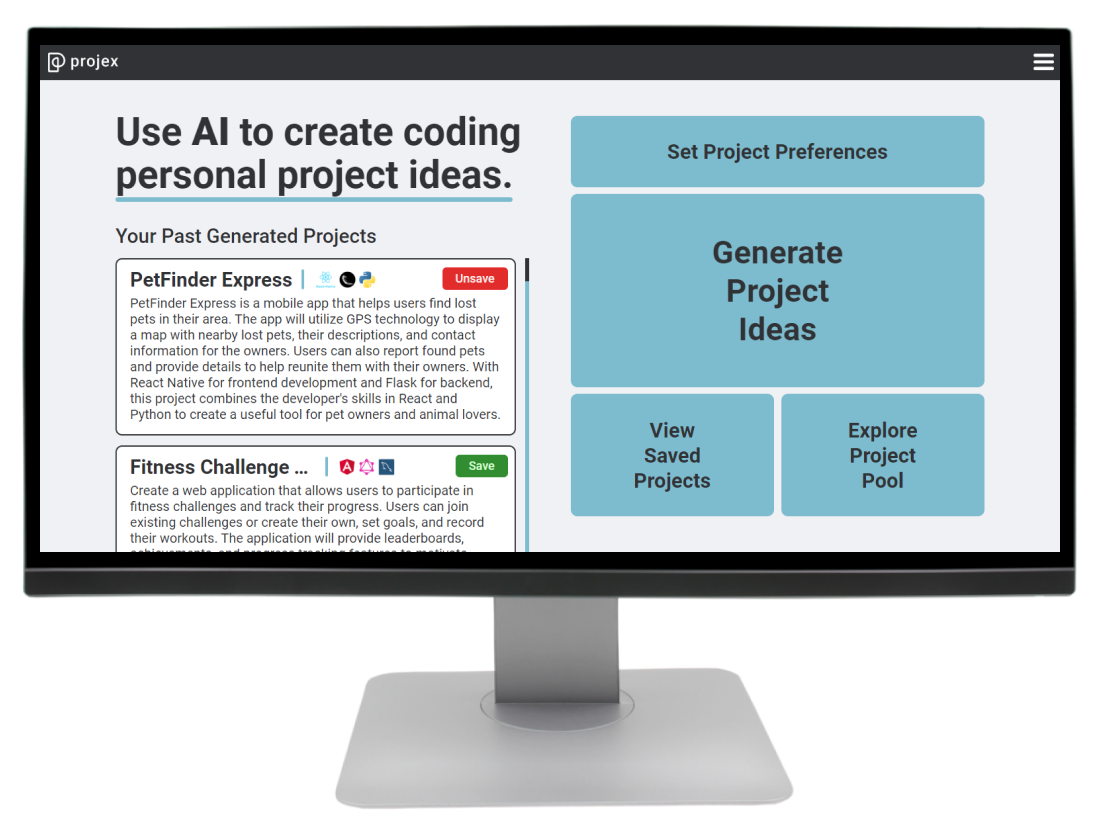 projex
Use AI to create coding
personal project ideas.
Your Past Generated Projects
PetFinder Express
Unsave
PetFinder Express is a mobile app that helps users find lost
pets in their area. The app will utilize GPS technology to display
a map with nearby lost pets, their descriptions, and contact
information for the owners. Users can also report found pets
and provide details to help reunite them with their owners. With
React Native for frontend development and Flask for backend,
this project combines the developer's skills in React and
Python to create a useful tool for pet owners and animal lovers.
Fitness Challenge ...
Save
Create a web application that allows users to participate in
fitness challenges and track their progress. Users can join
existing challenges or create their own, set goals, and record
their workouts. The application will provide leaderboards,
achievements, and progress tracking features to motivate
Set Project Preferences
Generate
Project
Ideas
View
Saved
Projects
Explore
Project
Pool